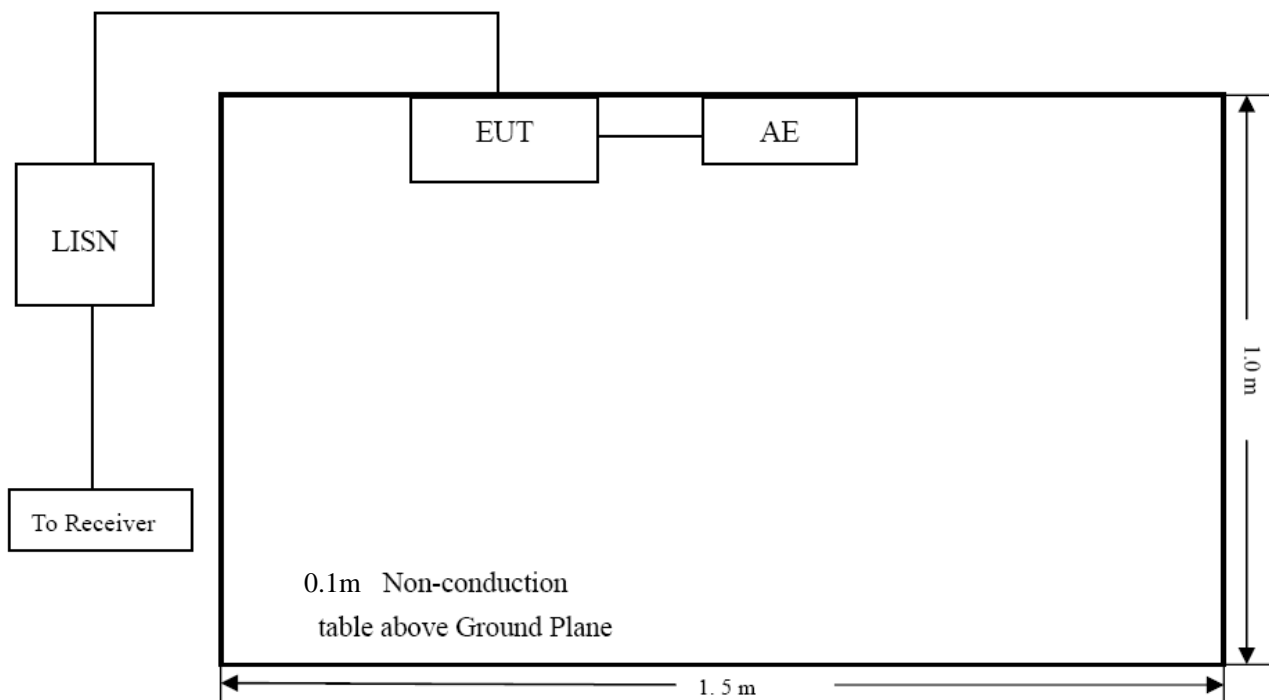 EUT
AE
LISN
To Receiver
1.0 m
0.1m Non-conduction
table above Ground Plane
1. 5 m